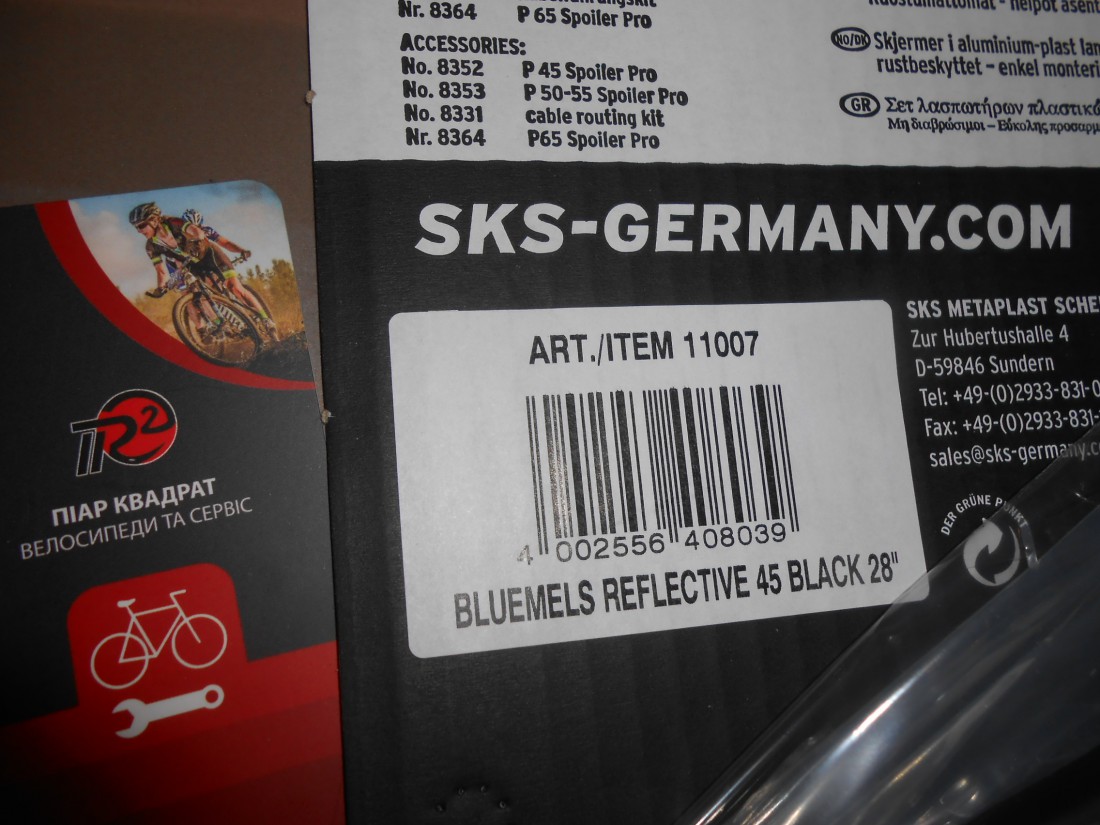 Nr. 8364 P 65 Spoiler Pro
ACCESSORIES:
No. 8352 P 45 Spoiler Pro
No. 8353 P 50-55 Spoiler Pro
No. 8331 cable routing kit
Nr. 8364 P65 Spoiler Pro
NO/DK Skjermer i aluminium-plast
rustbeskyttet – enkel
GR Σετ λασπωτήρων
Μη διαβρώσιμοι – Εύκολης
SKS-GERMANY.COM
ART./ITEM 11007
4 002556 408039
BLUEMELS REFLECTIVE 45 BLACK 28"
SKS METAPLAST
Zur Hubertushalle 4
D-59846 Sundern
Tel: +49-(0)2933-831-
Fax: +49-(0)2933-831-
sales@sks-germany.
DER GRÜNE PUNKT
R2
ПІАР КВАДРАТ
ВЕЛОСИПЕДИ ТА СЕРВІС